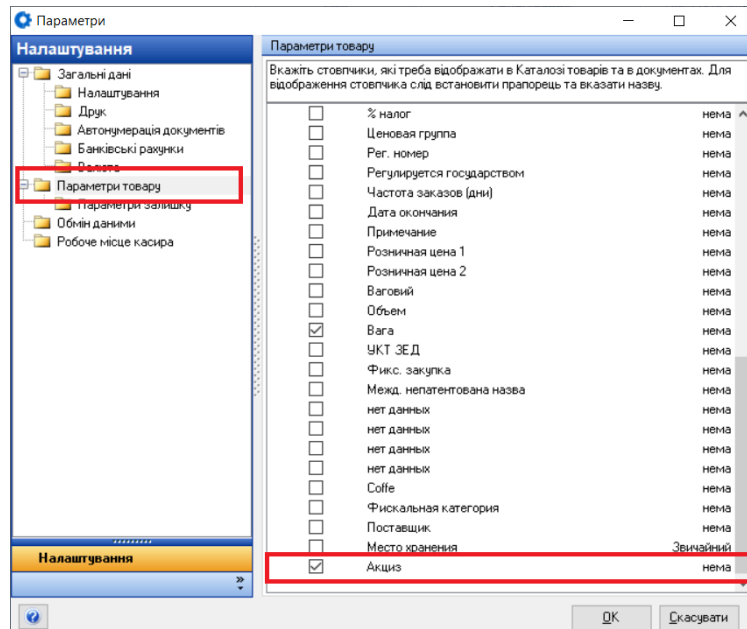 Параметри
Налаштування
Загальні дані
Налаштування
Друк
Автонумерація документів
Банківські рахунки
Валюта
Параметри товару
Параметри залишку
Обмін даними
Робоче місце касира
Налаштування
Параметри товару
Вкажіть стовпчики, які треба відображати в Каталозі товарів та в документах. Для
відображення стовпчика слід встановити прапорець та вказати назву.
% налог нема
Ценовая группа нема
Рег. номер нема
Регулируется государством нема
Частота заказов (дни) нема
Дата окончания нема
Примечание нема
Розничная цена 1 нема
Розничная цена 2 нема
Ваговий нема
Объем нема
Вага нема
УКТ ЗЕД нема
Фикс. закупка нема
Межд. непатентована назва нема
нет данных нема
нет данных нема
нет данных нема
нет данных нема
Coffe нема
Фискальная категория нема
Поставщик нема
Место хранения Звичайний
Акциз нема
OK Скасувати